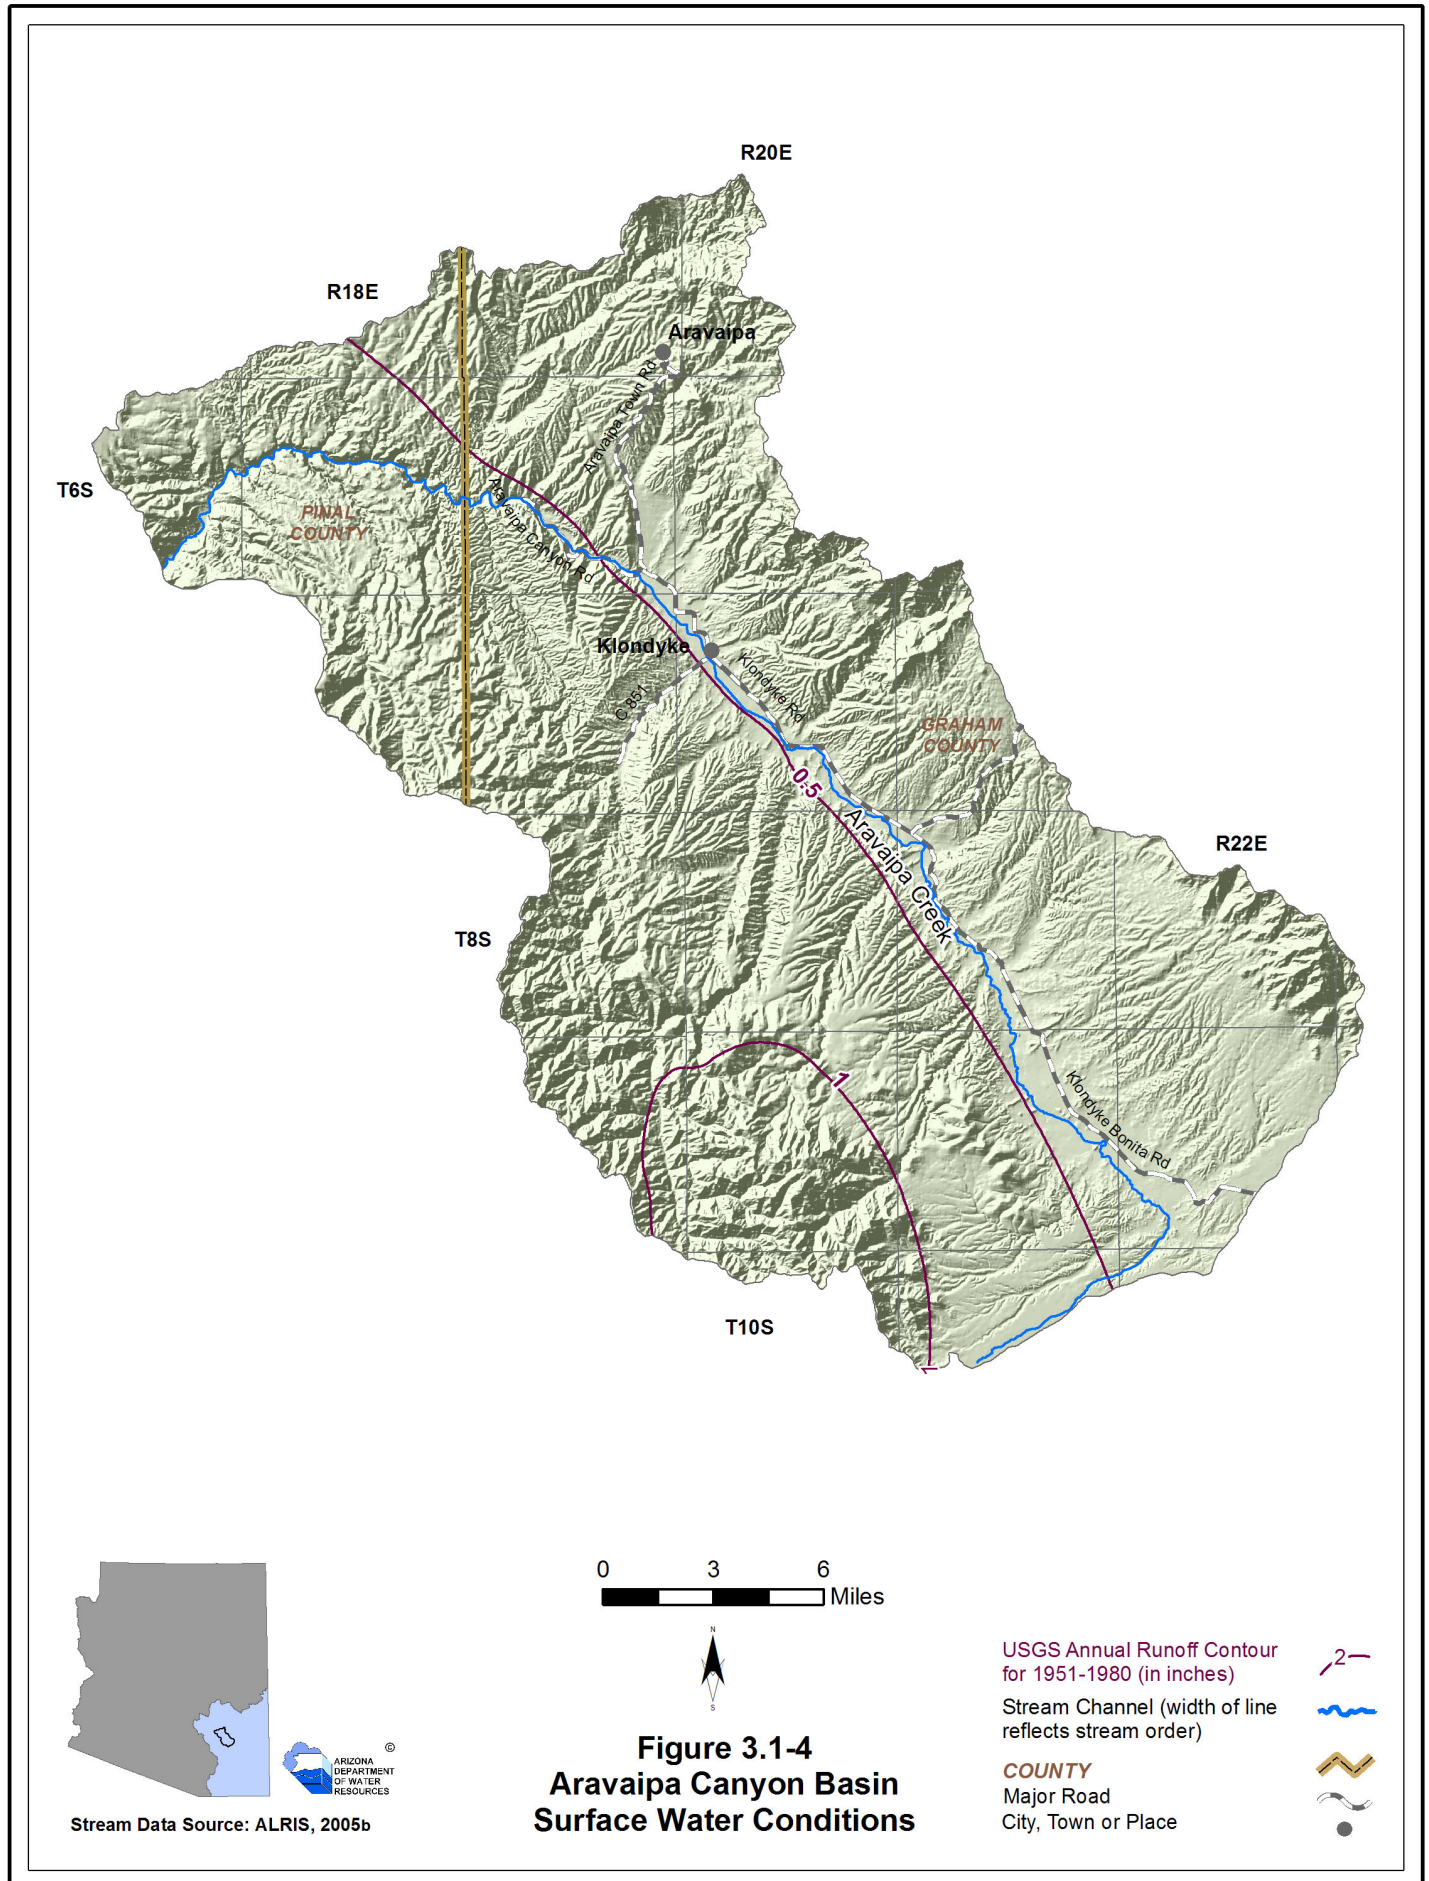 R20E
R18E
Aravaipa
Aravaipa Town Rd
T6S
PINAL
COUNTY
Aravaipa Canyon Rd
Klondyke
Klondyke Rd
C 851
GRAHAM
COUNTY
0.5
Aravaipa Creek
R22E
T8S
1
Klondyke Bonita Rd
T10S
0 3 6
Miles
N
S
USGS Annual Runoff Contour
for 1951-1980 (in inches)
2
Stream Channel (width of line
reflects stream order)
COUNTY
Major Road
City, Town or Place
Figure 3.1-4
Aravaipa Canyon Basin
Surface Water Conditions
©
ARIZONA
DEPARTMENT
OF WATER
RESOURCES
Stream Data Source: ALRIS, 2005b